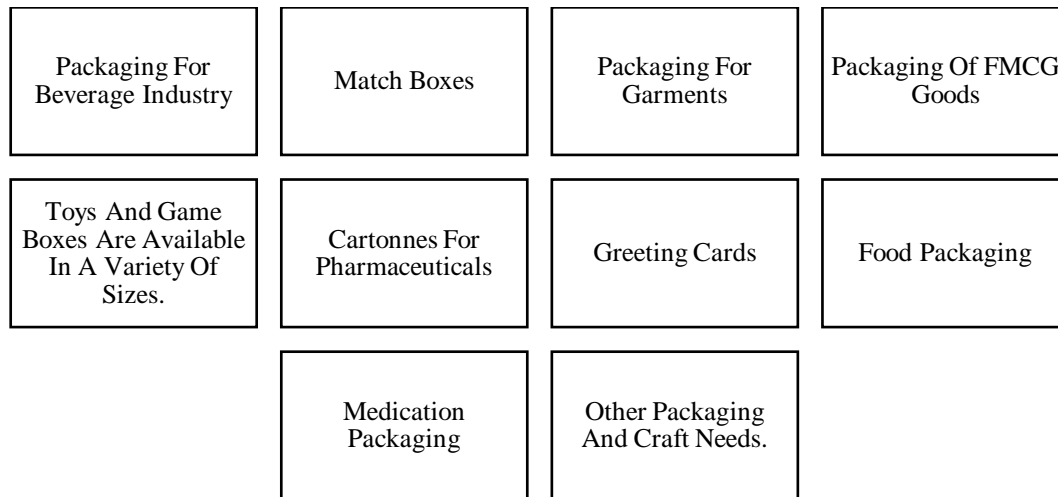 Packaging For
Beverage Industry
Match Boxes
Packaging For
Garments
Packaging Of FMCG
Goods
Toys And Game
Boxes Are Available
In A Variety Of
Sizes.
Cartonnes For
Pharmaceuticals
Greeting Cards
Food Packaging
Medication
Packaging
Other Packaging
And Craft Needs.